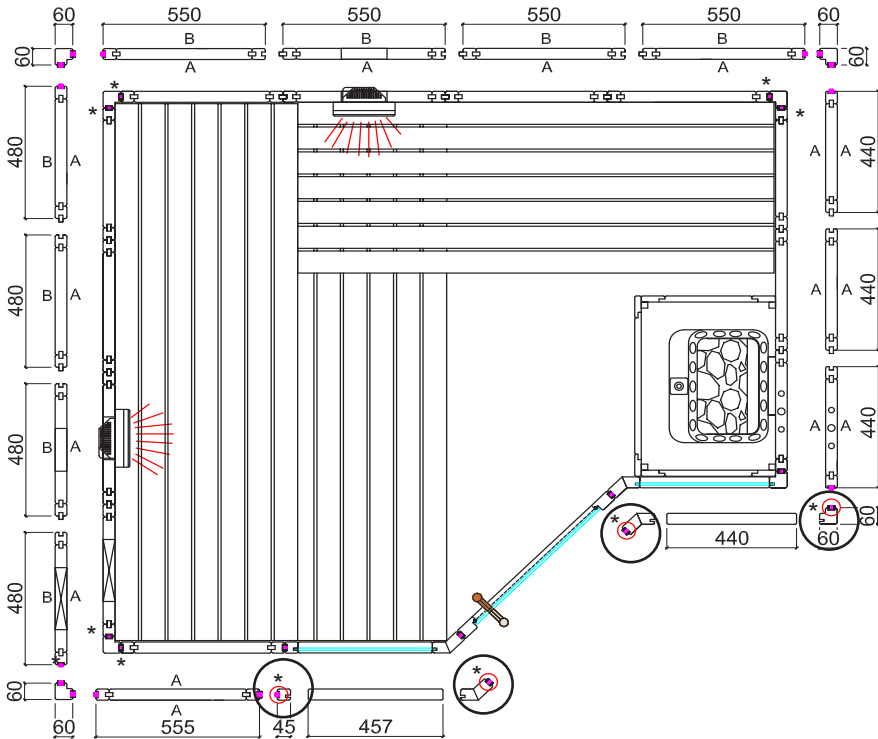 60 550 550 550 550 60
60 B B B B 60
A A A A
* *
* *
480 B A A A 440
480 B A A A 440
480 B A A A 440
480 B A
* * * 60
440 60
*
* *
* *
60 A
A
60 555 45 457